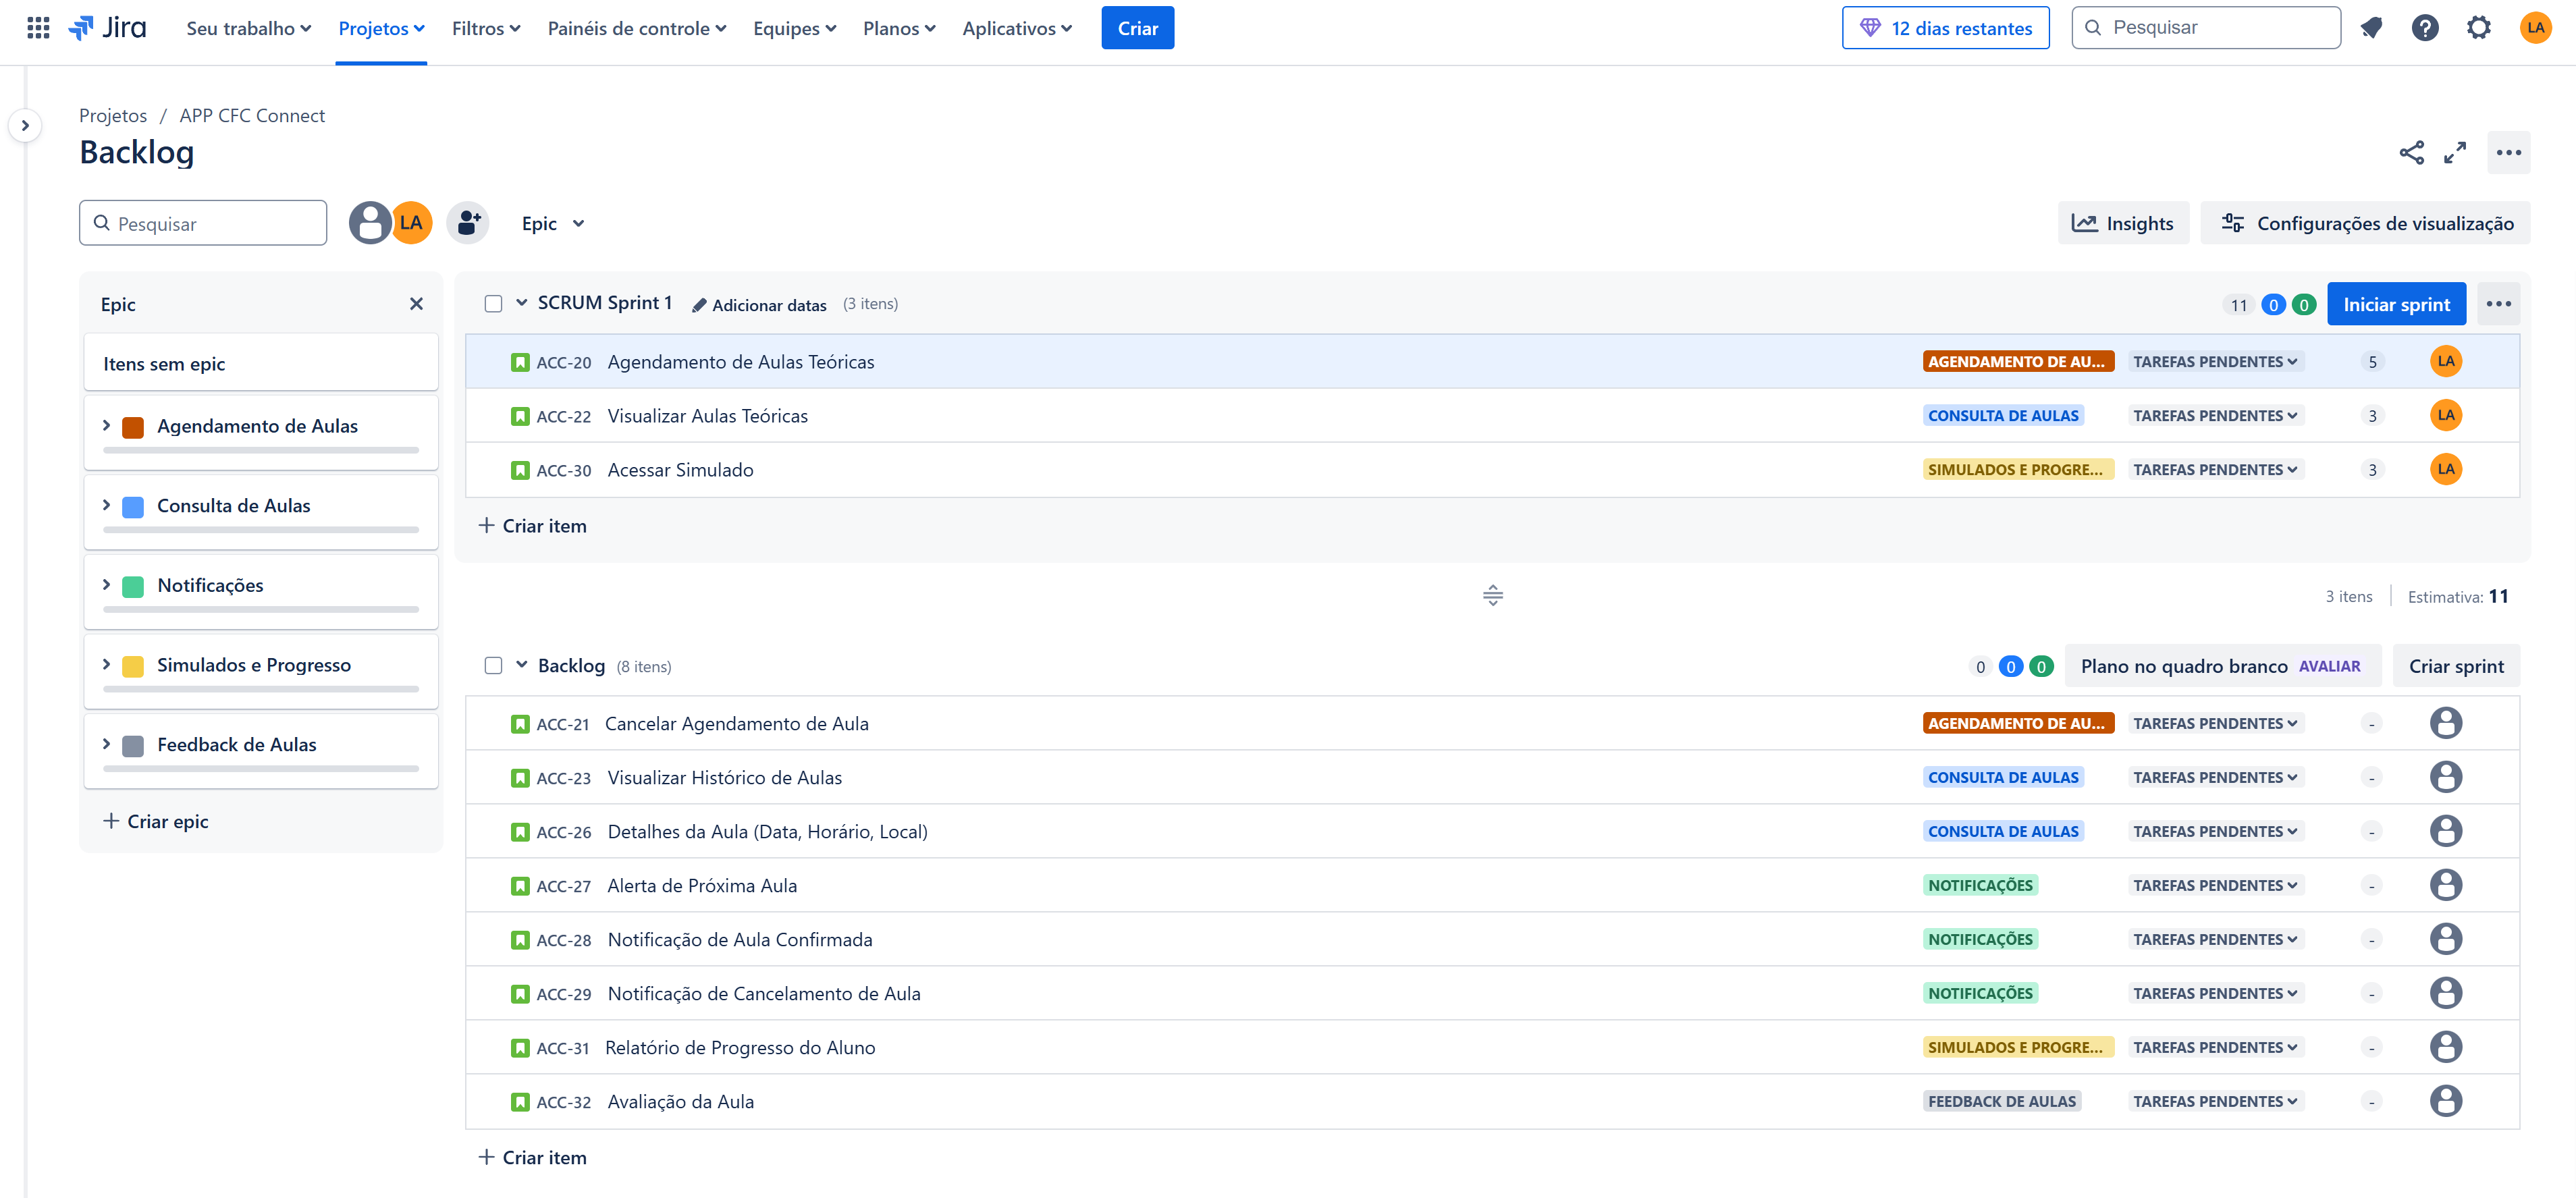 Jira Seu trabalho Projetos Filtros Painéis de controle Equipes Planos Aplicativos Criar 12 dias restantes Pesquisar LA
Projetos / APP CFC Connect
Backlog
Pesquisar LA Epic Insights Configurações de visualização
Epic
Itens sem epic
Agendamento de Aulas
Consulta de Aulas
Notificações
Simulados e Progresso
Feedback de Aulas
Criar epic
SCRUM Sprint 1 Adicionar datas (3 itens) 11 0 0 Iniciar sprint
ACC-20 Agendamento de Aulas Teóricas AGENDAMENTO DE AU... TAREFAS PENDENTES 5 LA
ACC-22 Visualizar Aulas Teóricas CONSULTA DE AULAS TAREFAS PENDENTES 3 LA
ACC-30 Acessar Simulado SIMULADOS E PROGRE... TAREFAS PENDENTES 3 LA
Criar item
3 itens Estimativa: 11
Backlog (8 itens) 0 0 0 Plano no quadro branco AVALIAR Criar sprint
ACC-21 Cancelar Agendamento de Aula AGENDAMENTO DE AU... TAREFAS PENDENTES -
ACC-23 Visualizar Histórico de Aulas CONSULTA DE AULAS TAREFAS PENDENTES -
ACC-26 Detalhes da Aula (Data, Horário, Local) CONSULTA DE AULAS TAREFAS PENDENTES -
ACC-27 Alerta de Próxima Aula NOTIFICAÇÕES TAREFAS PENDENTES -
ACC-28 Notificação de Aula Confirmada NOTIFICAÇÕES TAREFAS PENDENTES -
ACC-29 Notificação de Cancelamento de Aula NOTIFICAÇÕES TAREFAS PENDENTES -
ACC-31 Relatório de Progresso do Aluno SIMULADOS E PROGRE... TAREFAS PENDENTES -
ACC-32 Avaliação da Aula FEEDBACK DE AULAS TAREFAS PENDENTES -
Criar item